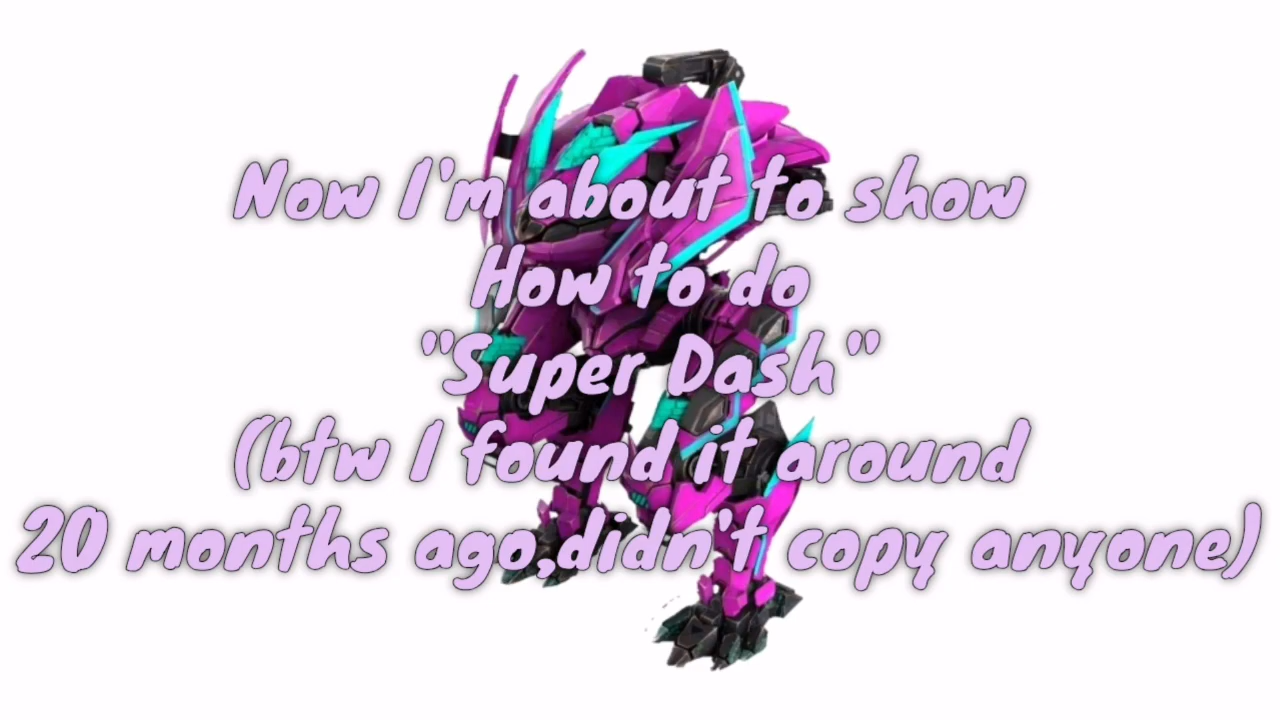 Now I'm about to show
How to do
"Super Dash"
(btw I found it around
20 months ago,didn't copy anyone)